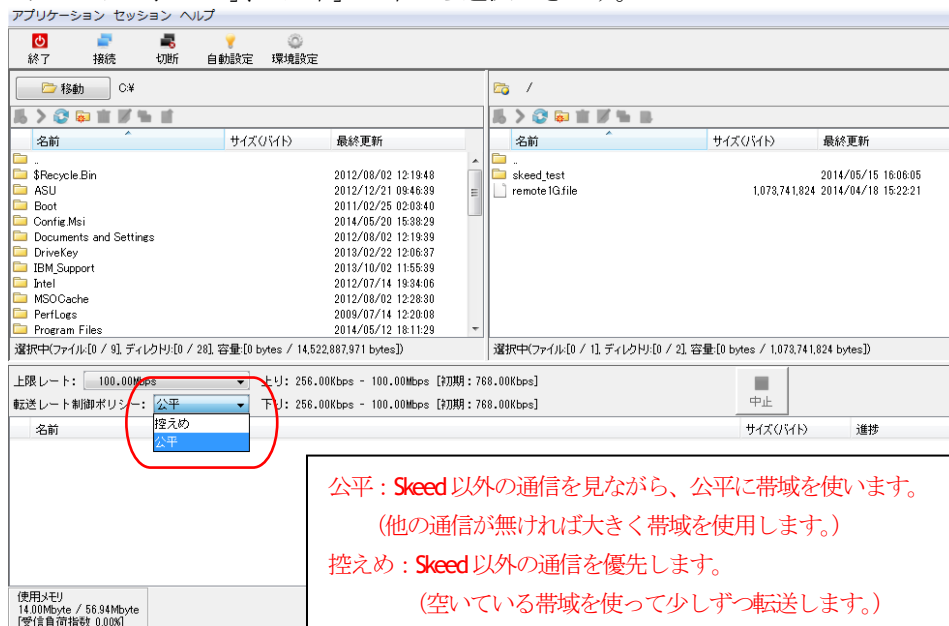 アプリケーション セッション ヘルプ
終了 接続 切断 自動設定 環境設定
移動 C:¥
/
名前 サイズ(バイト) 最終更新
..
$Recycle.Bin 2012/08/02 12:19:48
ASU 2012/12/21 09:46:39
Boot 2011/02/25 02:03:40
Config.Msi 2014/05/20 15:38:29
Documents and Settings 2012/08/02 12:19:39
DriveKey 2013/02/22 12:06:37
IBM_Support 2013/10/02 11:55:39
Intel 2012/07/14 19:34:06
MSOCache 2012/08/02 12:28:30
PerfLogs 2009/07/14 12:20:08
Program Files 2014/05/12 18:11:29
選択中(ファイル:[0 / 9], ディレクトリ:[0 / 28], 容量:[0 bytes / 14,522,887,971 bytes])
名前 サイズ(バイト) 最終更新
..
skeed_test 2014/05/15 16:06:05
remote1G.file 1,073,741,824 2014/04/18 15:22:21
選択中(ファイル:[0 / 1], ディレクトリ:[0 / 2], 容量:[0 bytes / 1,073,741,824 bytes])
上限レート: 100.00Mbps 上り: 256.00Kbps - 100.00Mbps [初期:768.00Kbps]
転送レート制御ポリシー: 公平 下り: 256.00Kbps - 100.00Mbps [初期:768.00Kbps]
中止
控えめ
公平
名前 サイズ(バイト) 進捗
公平:Skeed以外の通信を見ながら、公平に帯域を使います。
(他の通信が無ければ大きく帯域を使用します。)
控えめ:Skeed以外の通信を優先します。
(空いている帯域を使って少しずつ転送します。)
使用メモリ
14.00Mbyte / 56.94Mbyte
[受信負荷指数 0.00%]